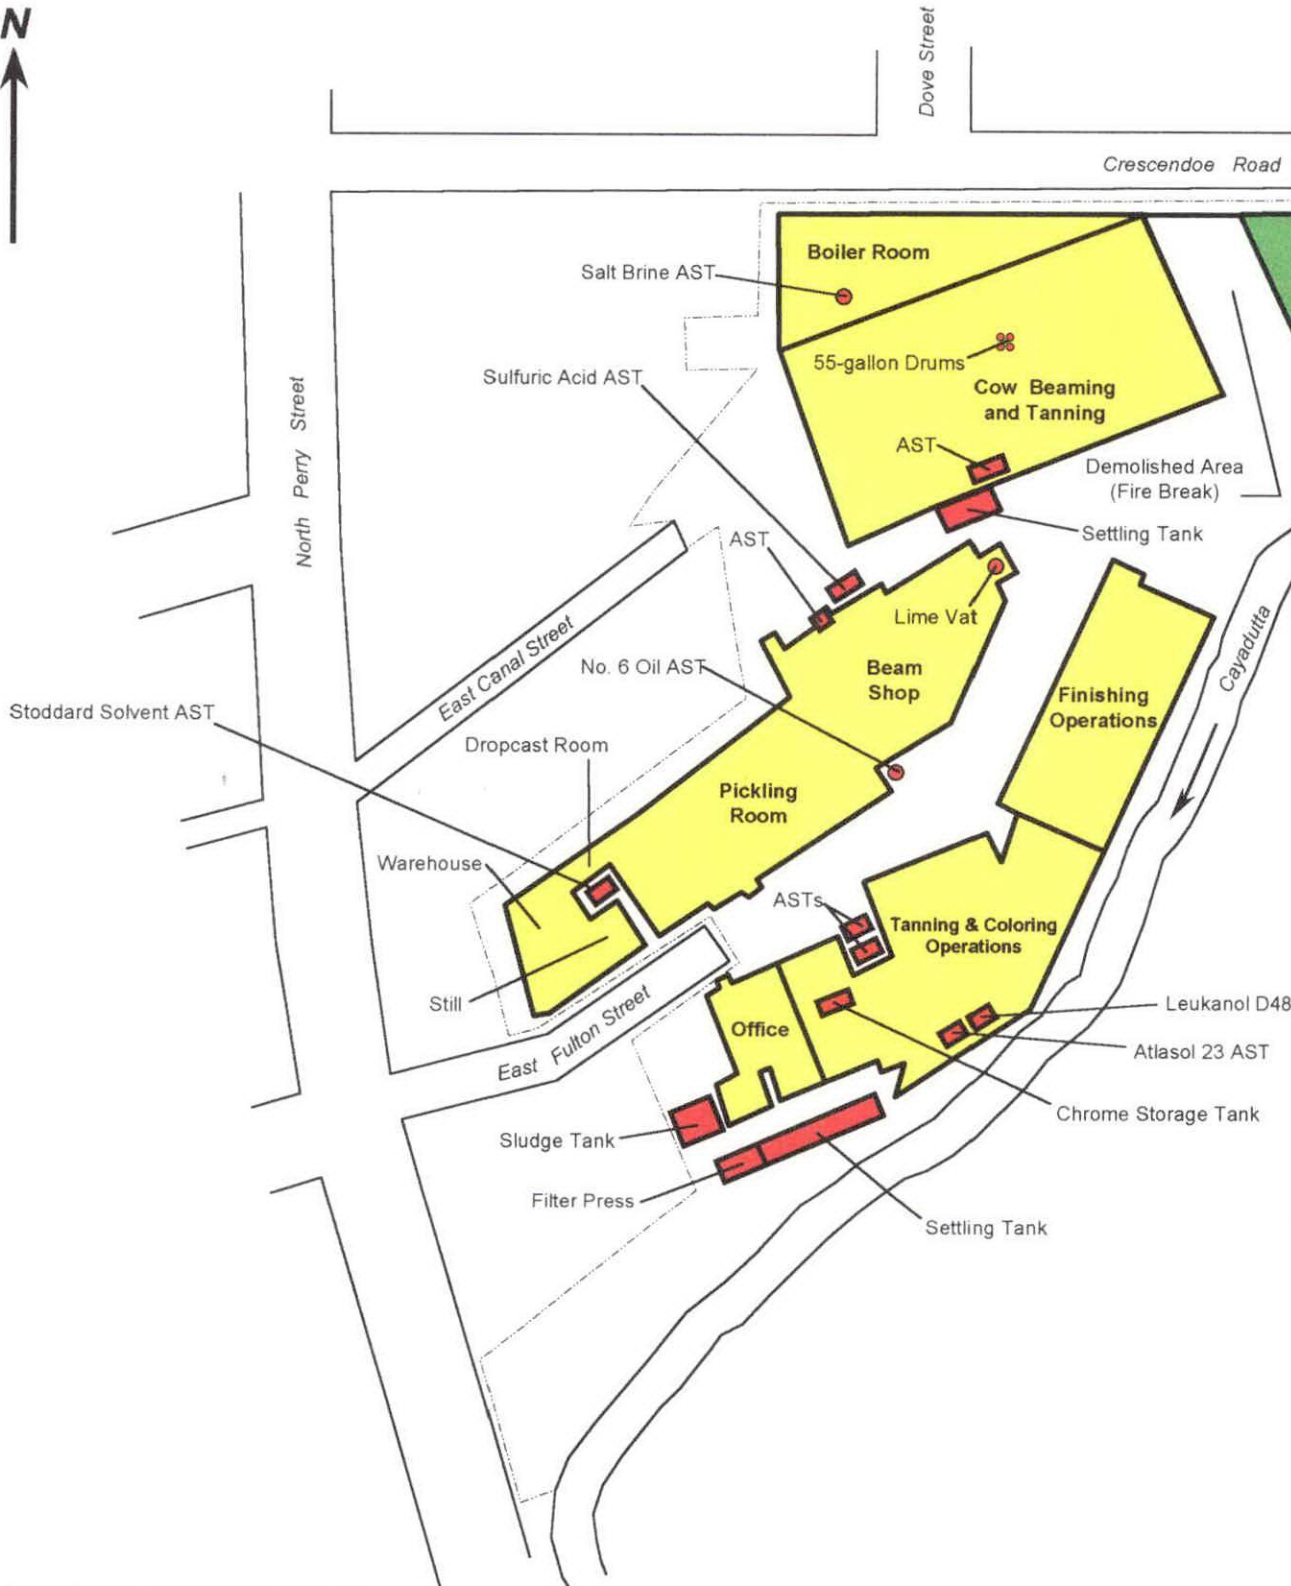 N
Dove Street
Crescendoe Road
Boiler Room
Salt Brine AST
55-gallon Drums
Sulfuric Acid AST
Cow Beaming
and Tanning
North Perry Street
AST
Demolished Area
(Fire Break)
Settling Tank
AST
Lime Vat
East Canal Street
No. 6 Oil AST
Beam
Shop
Cayadutta
Finishing
Operations
Stoddard Solvent AST
Dropcast Room
Pickling
Room
Warehouse
ASTs
Tanning & Coloring
Operations
Still
Leukanol D48
Office
East Fulton Street
Atlasol 23 AST
Chrome Storage Tank
Sludge Tank
Filter Press
Settling Tank